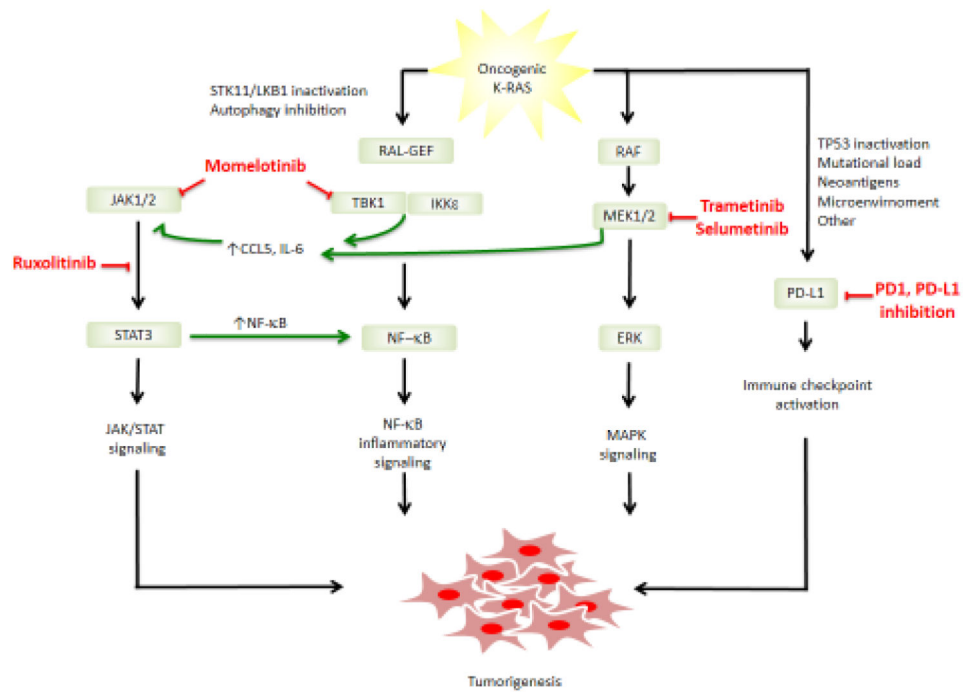 Oncogenic
K-RAS
STK11/LKB1 inactivation
Autophagy inhibition
RAL-GEF
RAF
TP53 inactivation
Mutational load
Neoantigens
Microenvirnoment
Other
Momelotinib
JAK1/2
TBK1
IKKε
MEK1/2
Trametinib
Selumetinib
↑CCL5, IL-6
Ruxolitinib
PD-L1
PD1, PD-L1
inhibition
STAT3
↑NF-κB
NF–κB
ERK
Immune checkpoint
activation
JAK/STAT
signaling
NF-κB
inflammatory
signaling
MAPK
signaling
Tumorigenesis